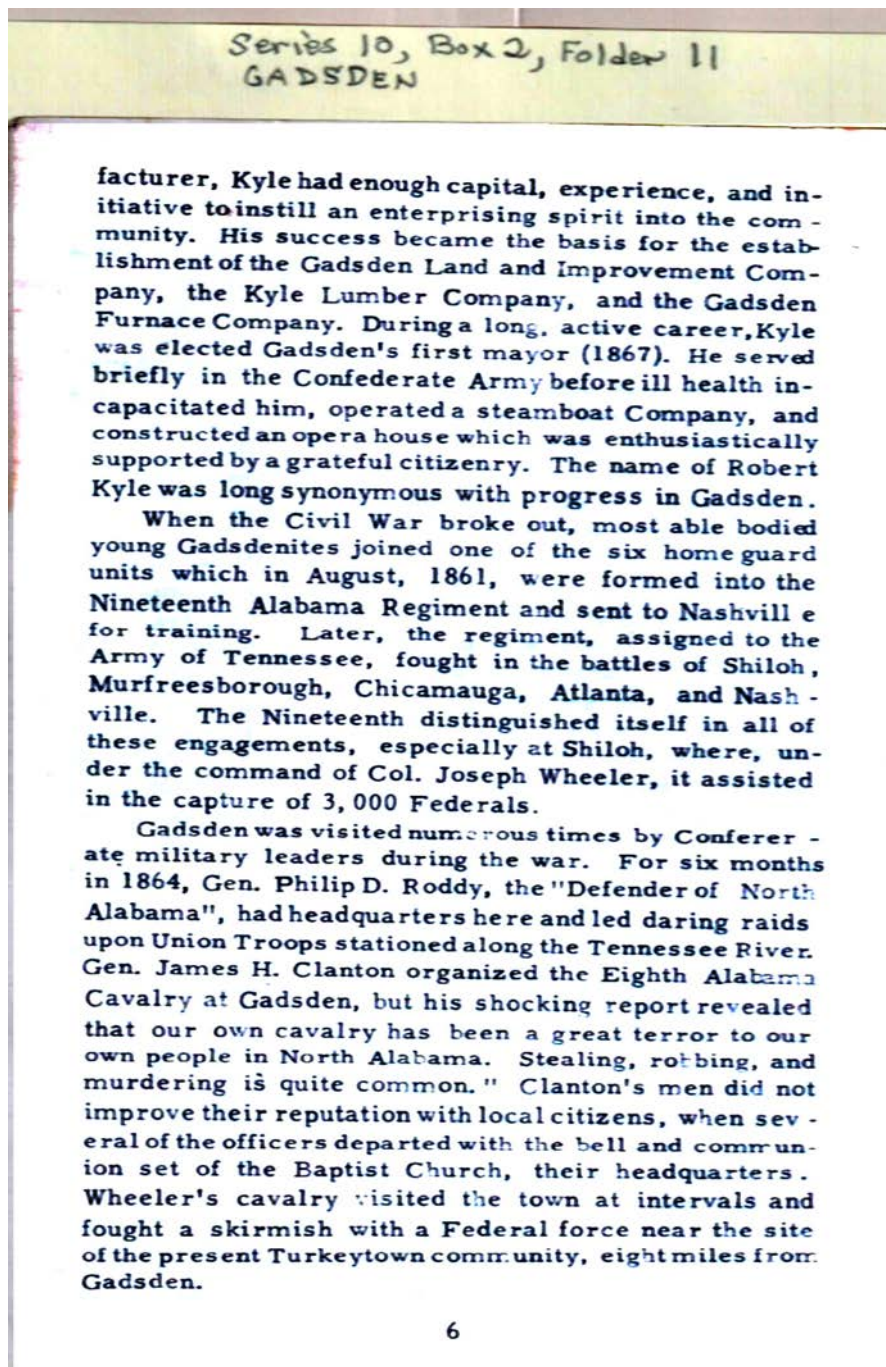 Series 10, Box 2, Folder 11
GADSDEN
facturer, Kyle had enough capital, experience, and in-
itiative to instill an enterprising spirit into the com -
munity. His success became the basis for the estab-
lishment of the Gadsden Land and Improvement Com-
pany, the Kyle Lumber Company, and the Gadsden
Furnace Company. During a long, active career, Kyle
was elected Gadsden's first mayor (1867). He served
briefly in the Confederate Army before ill health in-
capacitated him, operated a steamboat Company, and
constructed an opera house which was enthusiastically
supported by a grateful citizenry. The name of Robert
Kyle was long synonymous with progress in Gadsden.
When the Civil War broke out, most able bodied
young Gadsdenites joined one of the six home guard
units which in August, 1861, were formed into the
Nineteenth Alabama Regiment and sent to Nashvill e
for training. Later, the regiment, assigned to the
Army of Tennessee, fought in the battles of Shiloh,
Murfreesborough, Chicamauga, Atlanta, and Nash -
ville. The Nineteenth distinguished itself in all of
these engagements, especially at Shiloh, where, un-
der the command of Col. Joseph Wheeler, it assisted
in the capture of 3, 000 Federals.
Gadsden was visited numerous times by Conferer -
ate military leaders during the war. For six months
in 1864, Gen. Philip D. Roddy, the "Defender of North
Alabama", had headquarters here and led daring raids
upon Union Troops stationed along the Tennessee River.
Gen. James H. Clanton organized the Eighth Alabama
Cavalry at Gadsden, but his shocking report revealed
that our own cavalry has been a great terror to our
own people in North Alabama. Stealing, robbing, and
murdering is quite common. " Clanton's men did not
improve their reputation with local citizens, when sev -
eral of the officers departed with the bell and commun-
ion set of the Baptist Church, their headquarters.
Wheeler's cavalry visited the town at intervals and
fought a skirmish with a Federal force near the site
of the present Turkeytown community, eight miles from
Gadsden.
6